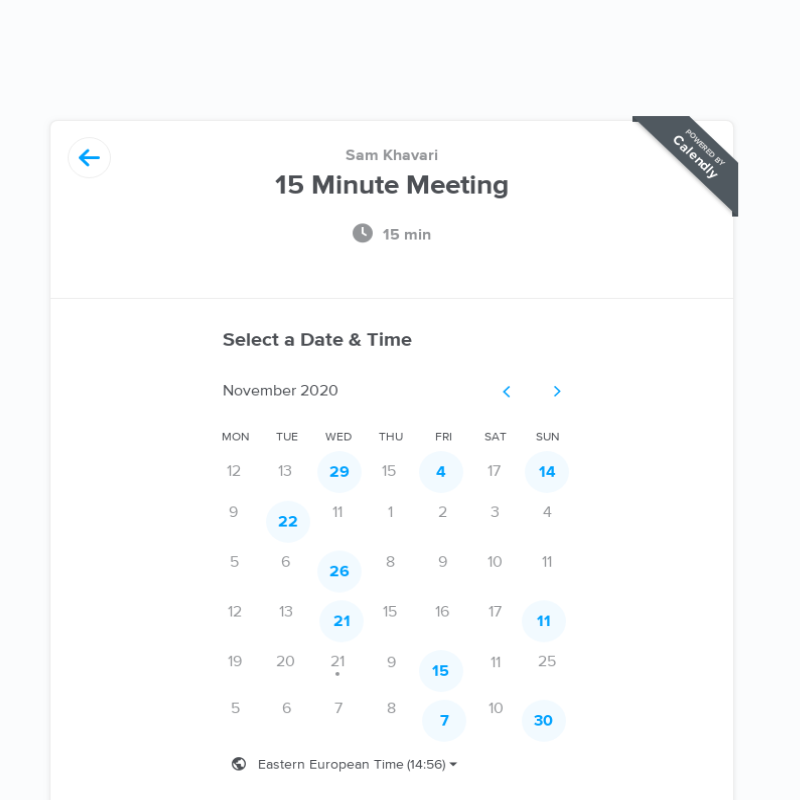 Sam Khavari
15 Minute Meeting
15 min
POWERED BY
Calendly
Select a Date & Time
November 2020
MON TUE WED THU FRI SAT SUN
12 13 29 15 4 17 14
9 22 11 1 2 3 4
5 6 26 8 9 10 11
12 13 21 15 16 17 11
19 20 21 9 15 11 25
5 6 7 8 7 10 30
Eastern European Time (14:56)